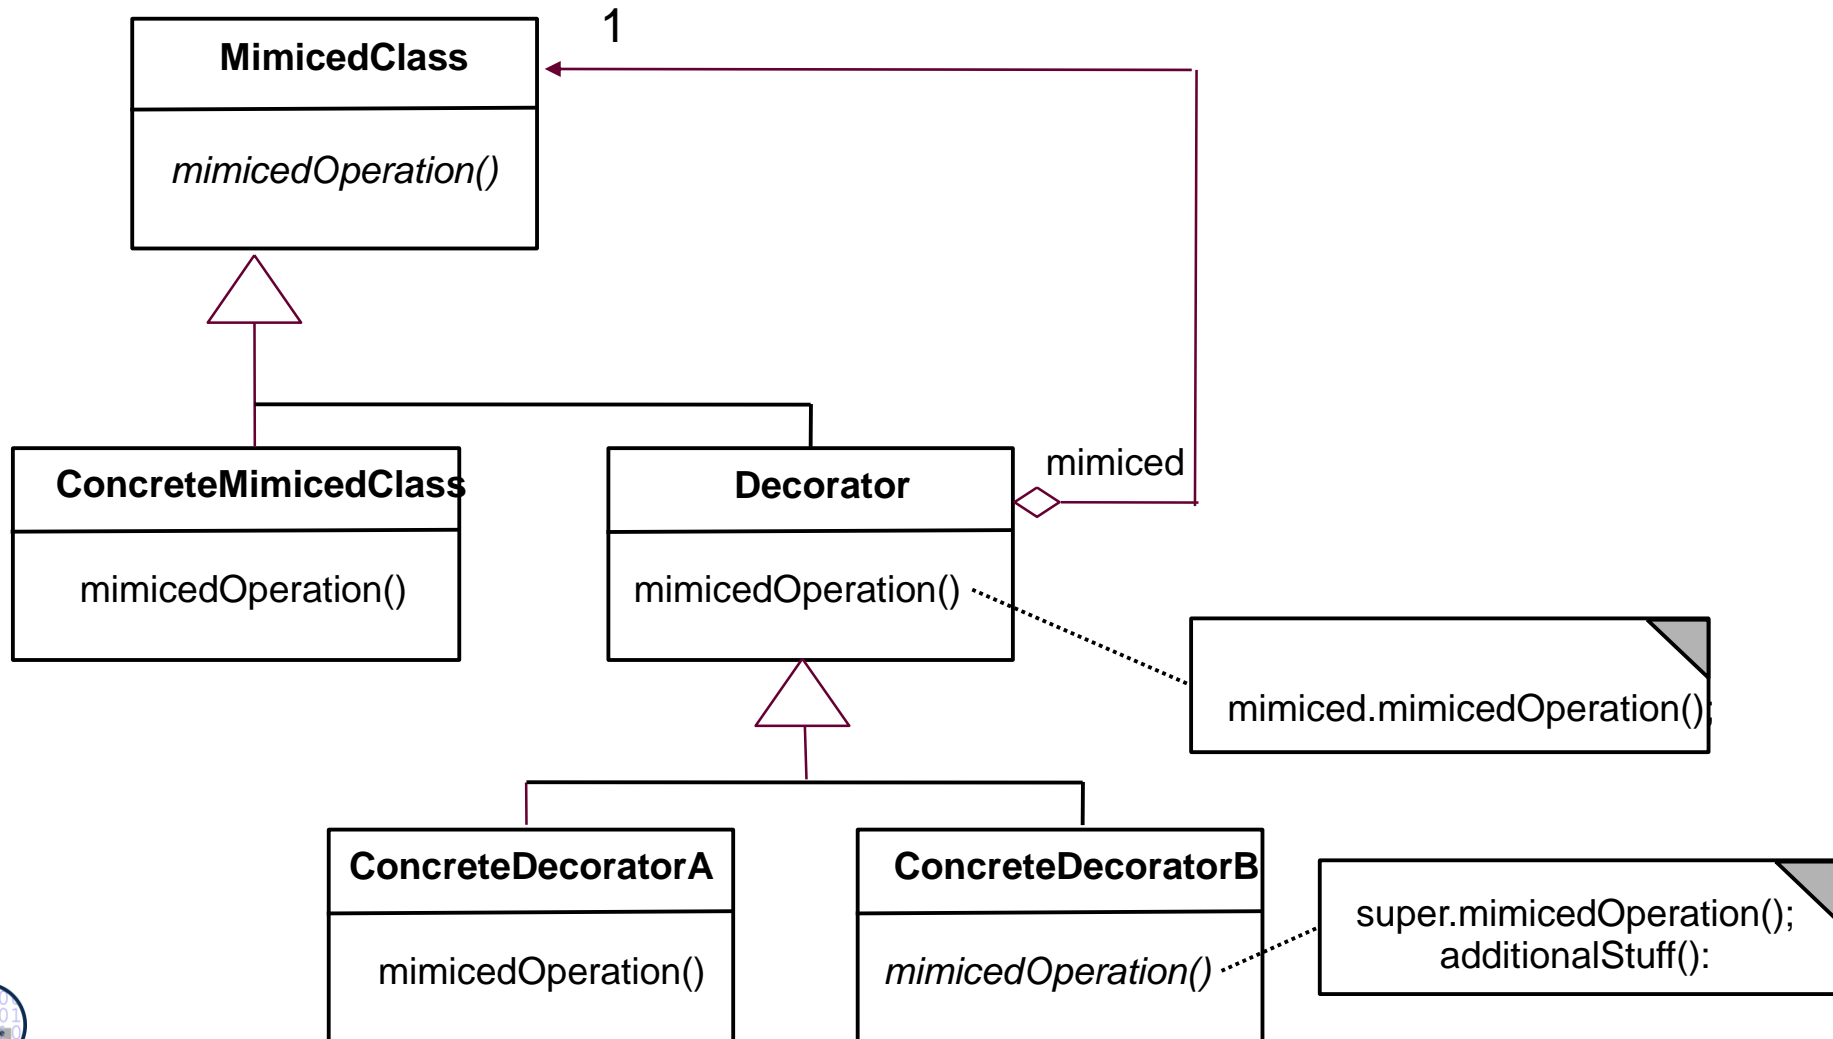 1
MimicedClass
mimicedOperation()
ConcreteMimicedClass
mimicedOperation()
Decorator
mimicedOperation()
mimiced
mimiced.mimicedOperation();
ConcreteDecoratorA
mimicedOperation()
ConcreteDecoratorB
mimicedOperation()
super.mimicedOperation();
additionalStuff():